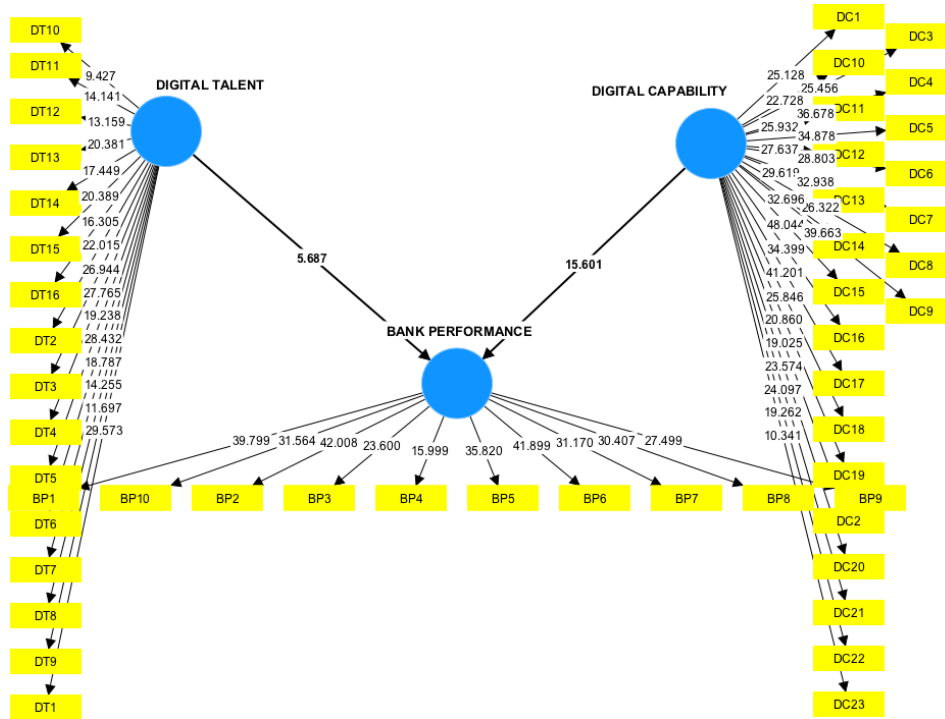 DT10
DT11
DT12
DT13
DT14
DT15
DT16
DT2
DT3
DT4
DT5
DT6
DT7
DT8
DT9
DT1
9.427
14.141
13.159
20.381
17.449
20.389
16.305
22.015
26.944
27.765
19.238
28.432
18.787
14.255
11.697
29.573
DIGITAL TALENT
5.687
DIGITAL CAPABILITY
15.601
BANK PERFORMANCE
39.799
31.564
42.008
23.600
15.999
35.820
41.899
31.170
30.407
27.499
BP1
BP10
BP2
BP3
BP4
BP5
BP6
BP7
BP8
BP9
25.128
22.728
25.932
27.637
29.619
32.696
48.044
34.399
41.201
25.846
20.860
19.025
23.574
24.097
19.262
10.341
25.456
36.678
34.878
28.803
32.938
26.322
39.663
DC1
DC10
DC11
DC12
DC13
DC14
DC15
DC16
DC17
DC18
DC19
DC2
DC20
DC21
DC22
DC23
DC3
DC4
DC5
DC6
DC7
DC8
DC9